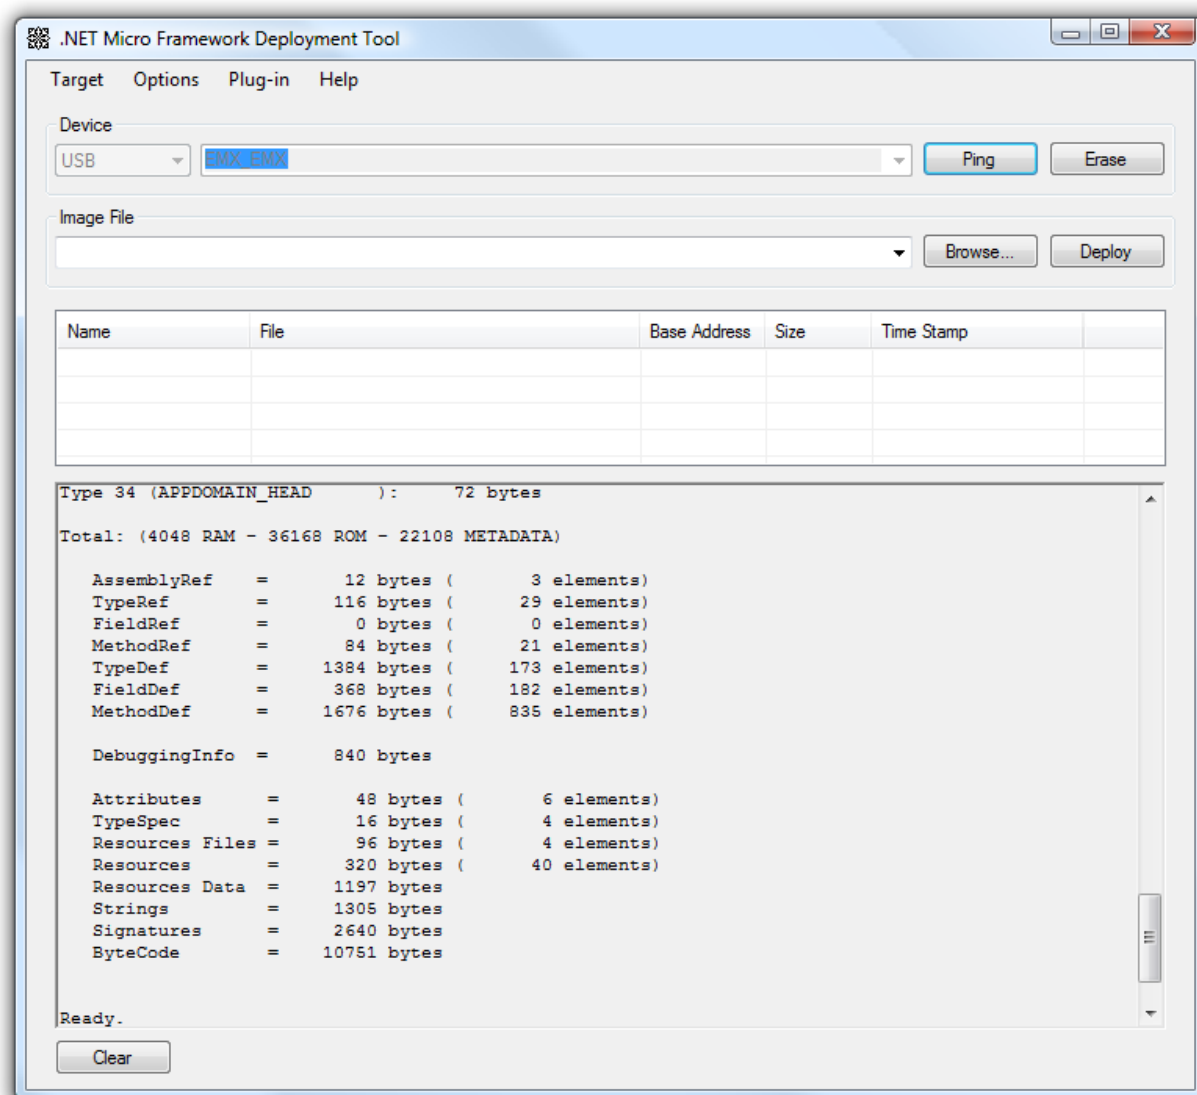 .NET Micro Framework Deployment Tool
Target Options Plug-in Help
Device
USB EMX_EMX Ping Erase
Image File
Browse... Deploy
Name File Base Address Size Time Stamp
Type 34 (APPDOMAIN_HEAD      ):     72 bytes
Total: (4048 RAM - 36168 ROM - 22108 METADATA)
AssemblyRef    =       12 bytes (       3 elements)
TypeRef        =      116 bytes (      29 elements)
FieldRef       =        0 bytes (       0 elements)
MethodRef      =       84 bytes (      21 elements)
TypeDef        =     1384 bytes (     173 elements)
FieldDef       =      368 bytes (     182 elements)
MethodDef      =     1676 bytes (     835 elements)
DebuggingInfo  =      840 bytes
Attributes      =       48 bytes (       6 elements)
TypeSpec        =       16 bytes (       4 elements)
Resources Files =       96 bytes (       4 elements)
Resources       =      320 bytes (      40 elements)
Resources Data  =     1197 bytes
Strings         =     1305 bytes
Signatures      =     2640 bytes
ByteCode        =    10751 bytes
Ready.
Clear